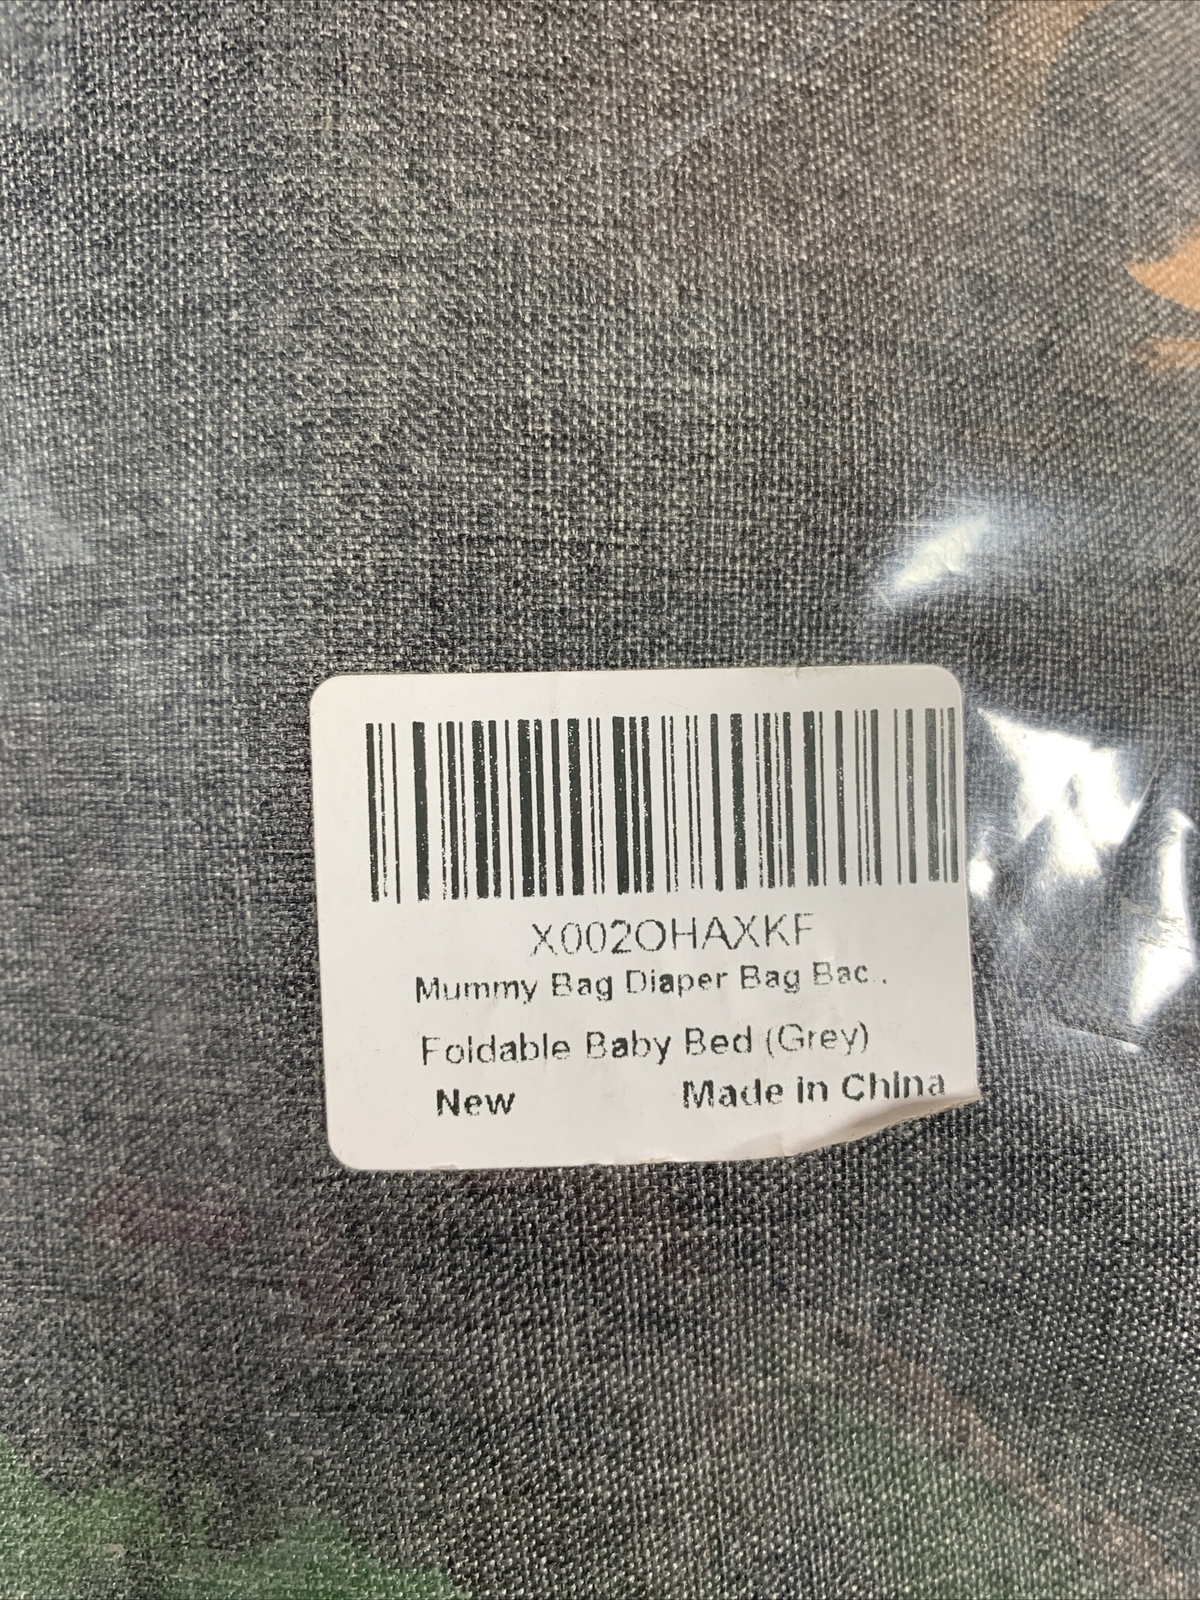 X002OHAXKF
Mummy Bag Diaper Bag Bac..
Foldable Baby Bed (Grey)
New Made in China